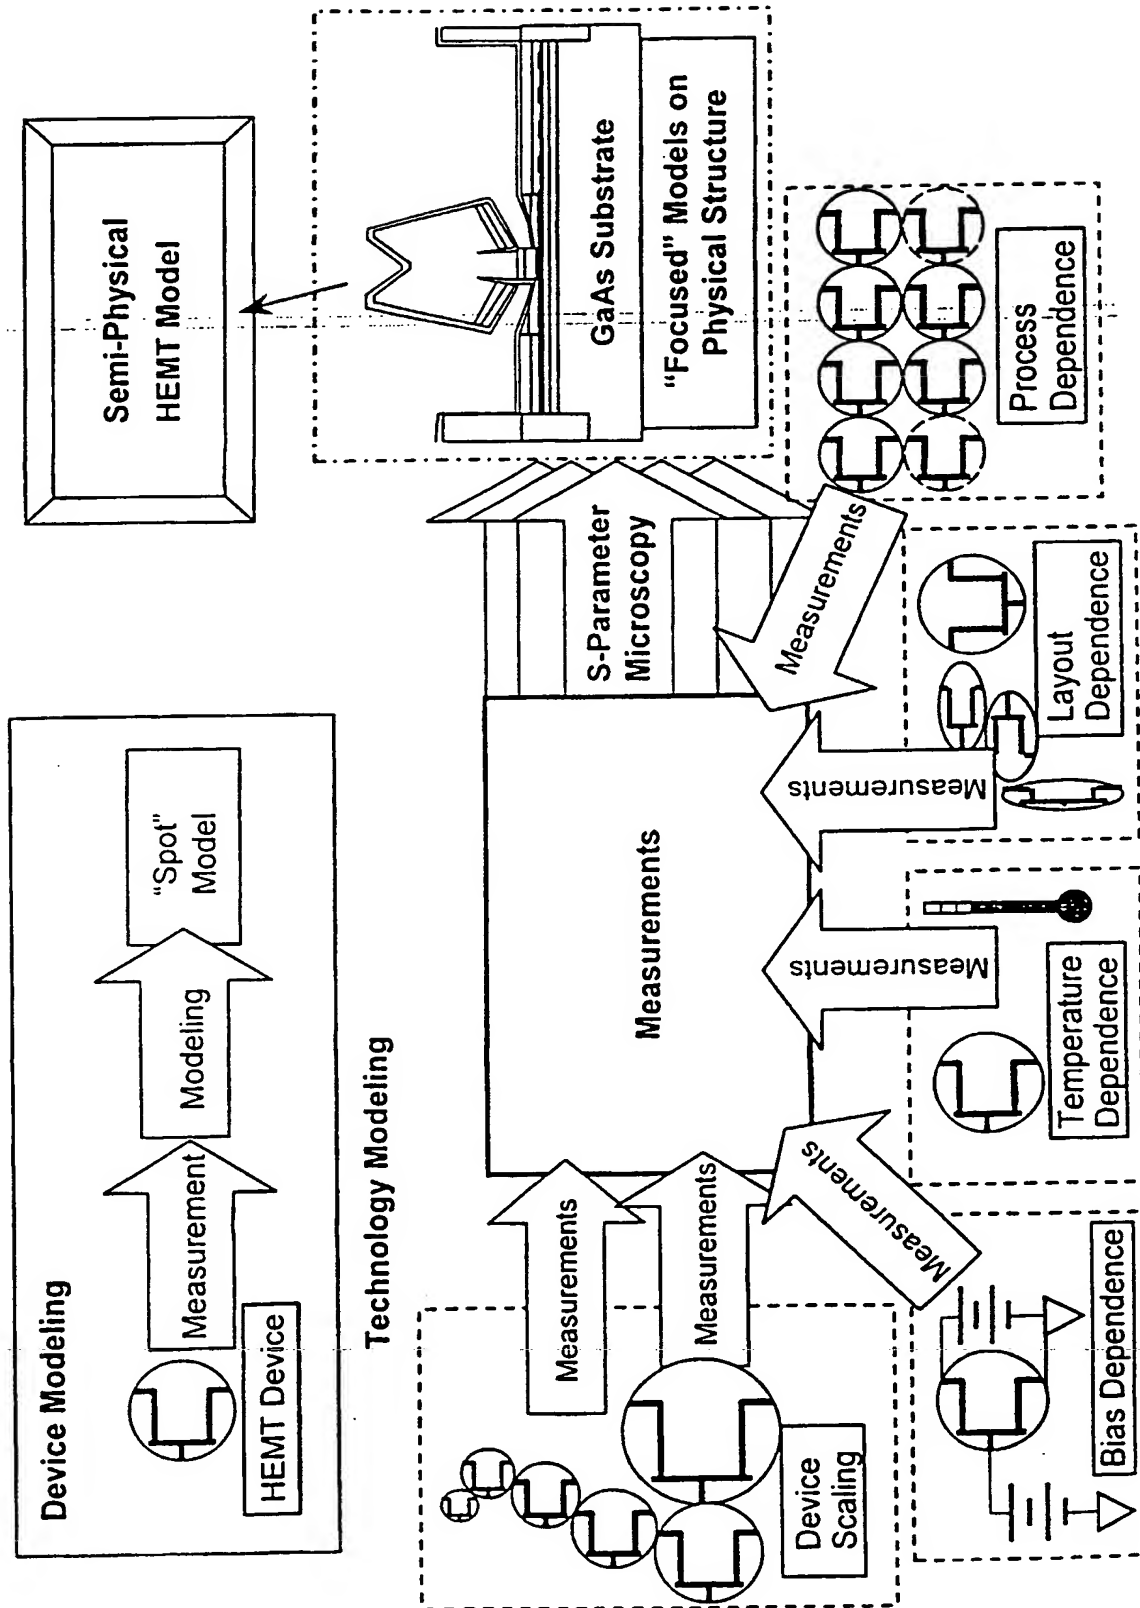 Device Modeling
HEMT Device
Measurement
Modeling
"Spot"
Model
Semi-Physical
HEMT Model
Technology Modeling
Device
Scaling
Measurements
Measurements
Measurements
S-Parameter
Microscopy
GaAs Substrate
"Focused" Models on
Physical Structure
Bias Dependence
Measurements
Temperature
Dependence
Measurements
Layout
Dependence
Measurements
Process
Dependence
Measurements